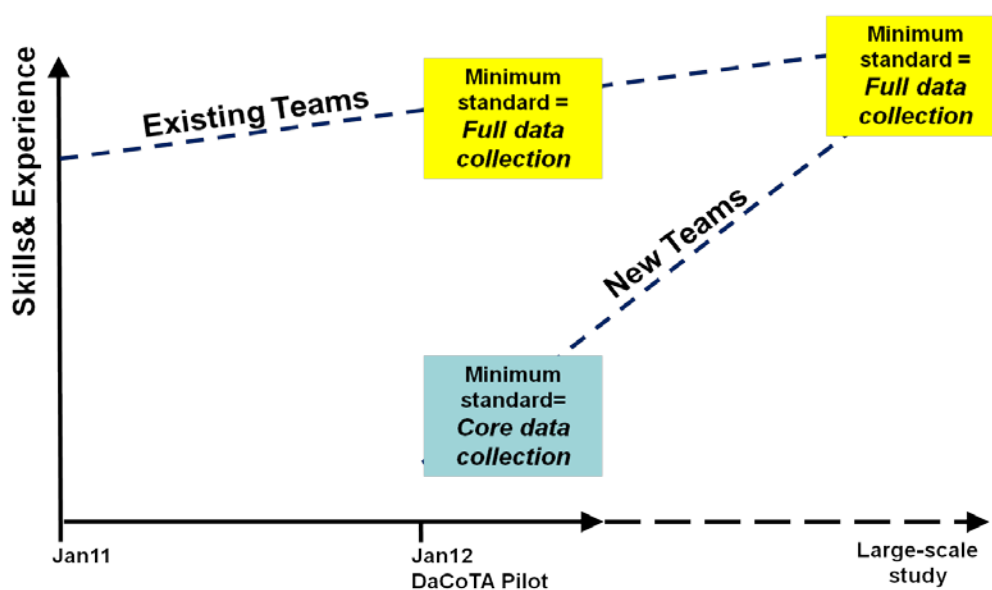 Skills& Experience
Existing Teams
Minimum
standard =
Full data
collection
Minimum
standard =
Full data
collection
New Teams
Minimum
standard=
Core data
collection
Jan11
Jan12
DaCoTA Pilot
Large-scale
study